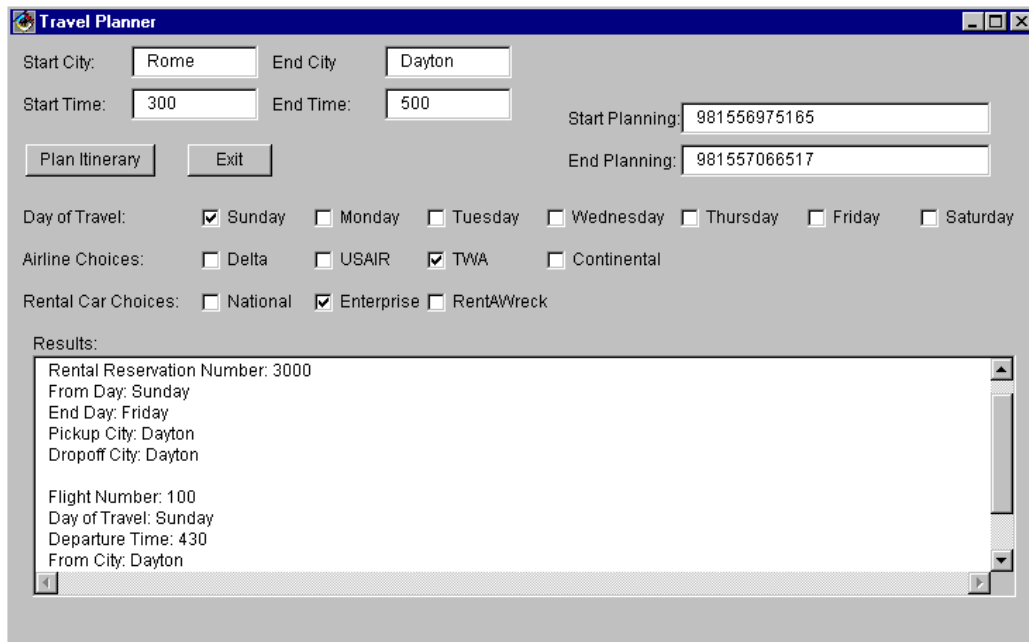 Travel Planner
Start City: Rome End City Dayton
Start Time: 300 End Time: 500
Start Planning: 981556975165
Plan Itinerary Exit End Planning: 981557066517
Day of Travel: Sunday Monday Tuesday Wednesday Thursday Friday Saturday
Airline Choices: Delta USAIR TWA Continental
Rental Car Choices: National Enterprise RentAWreck
Results:
Rental Reservation Number: 3000
From Day: Sunday
End Day: Friday
Pickup City: Dayton
Dropoff City: Dayton
Flight Number: 100
Day of Travel: Sunday
Departure Time: 430
From City: Dayton